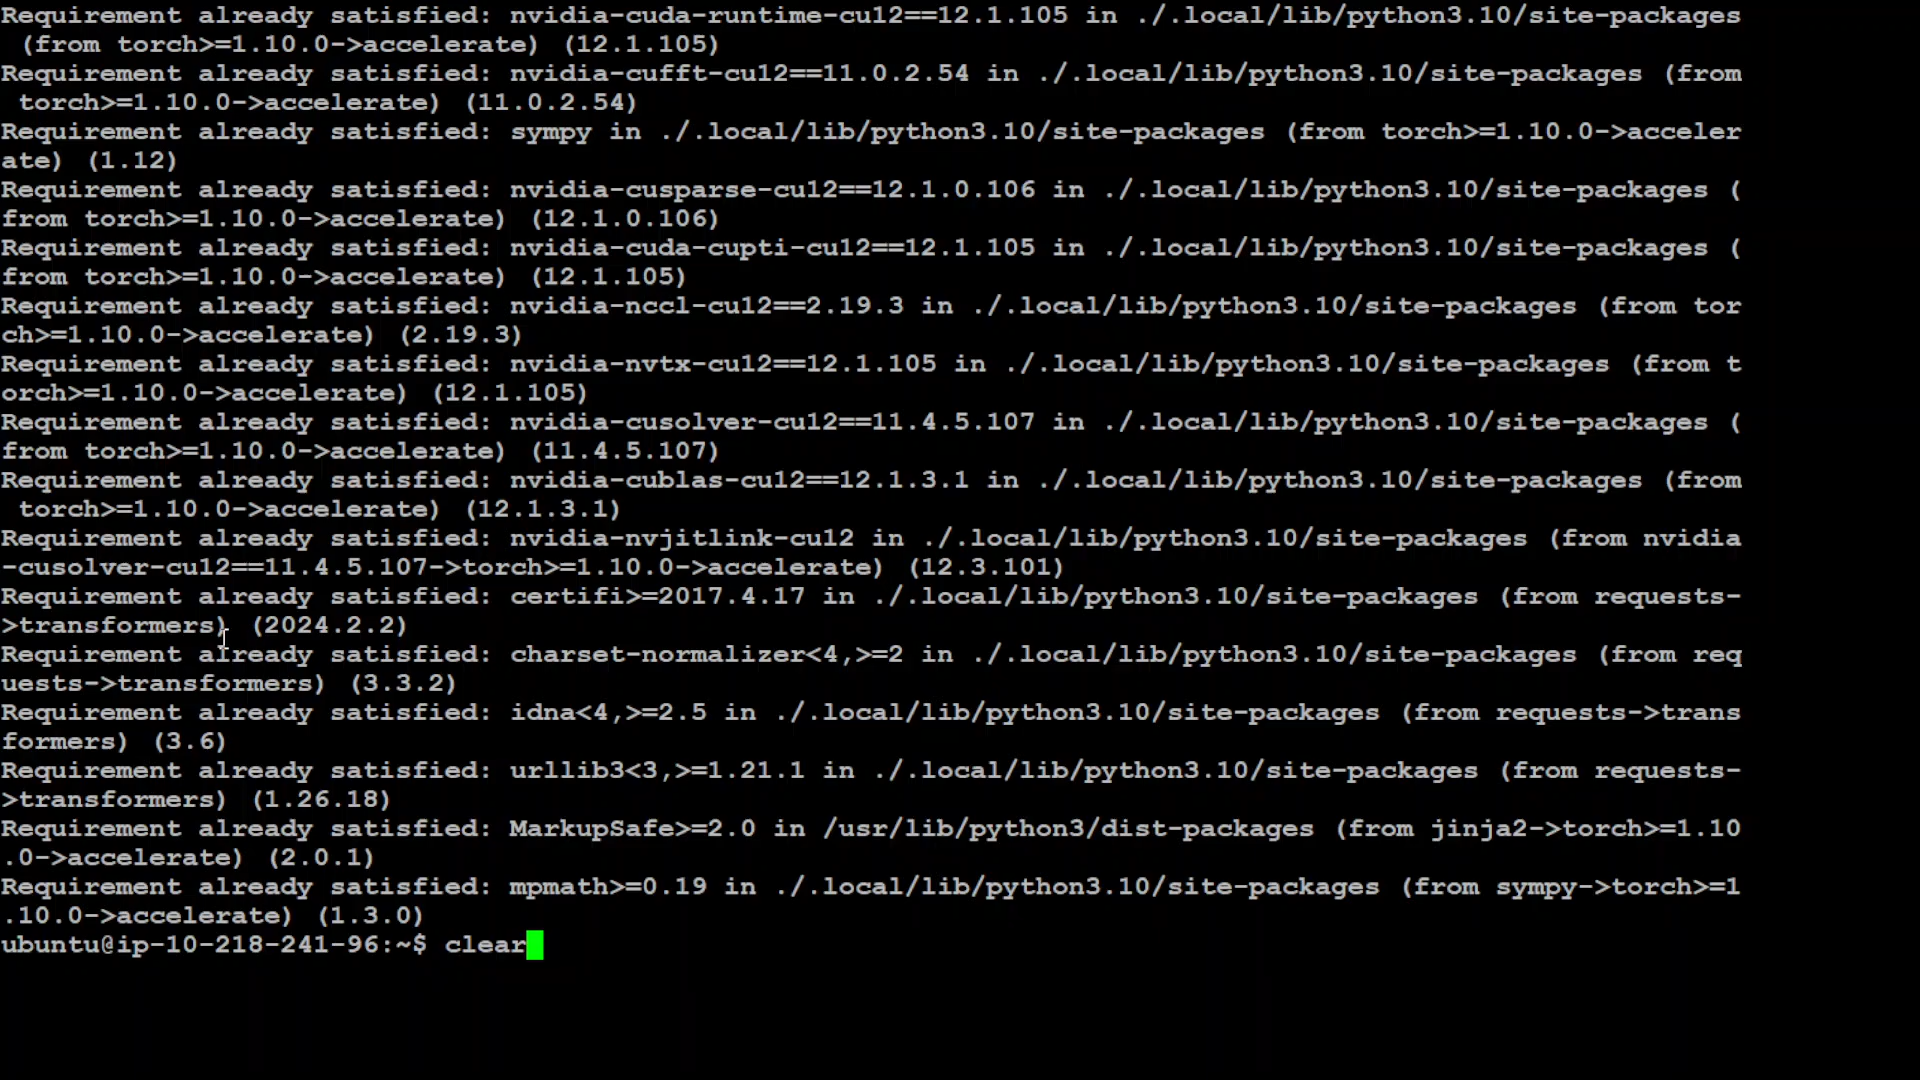 Requirement already satisfied: nvidia-cuda-runtime-cu12==12.1.105 in ./.local/lib/python3.10/site-packages
 (from torch>=1.10.0->accelerate) (12.1.105)
Requirement already satisfied: nvidia-cufft-cu12==11.0.2.54 in ./.local/lib/python3.10/site-packages (from
 torch>=1.10.0->accelerate) (11.0.2.54)
Requirement already satisfied: sympy in ./.local/lib/python3.10/site-packages (from torch>=1.10.0->acceler
ate) (1.12)
Requirement already satisfied: nvidia-cusparse-cu12==12.1.0.106 in ./.local/lib/python3.10/site-packages (
from torch>=1.10.0->accelerate) (12.1.0.106)
Requirement already satisfied: nvidia-cuda-cupti-cu12==12.1.105 in ./.local/lib/python3.10/site-packages (
from torch>=1.10.0->accelerate) (12.1.105)
Requirement already satisfied: nvidia-nccl-cu12==2.19.3 in ./.local/lib/python3.10/site-packages (from tor
ch>=1.10.0->accelerate) (2.19.3)
Requirement already satisfied: nvidia-nvtx-cu12==12.1.105 in ./.local/lib/python3.10/site-packages (from t
orch>=1.10.0->accelerate) (12.1.105)
Requirement already satisfied: nvidia-cusolver-cu12==11.4.5.107 in ./.local/lib/python3.10/site-packages (
from torch>=1.10.0->accelerate) (11.4.5.107)
Requirement already satisfied: nvidia-cublas-cu12==12.1.3.1 in ./.local/lib/python3.10/site-packages (from
 torch>=1.10.0->accelerate) (12.1.3.1)
Requirement already satisfied: nvidia-nvjitlink-cu12 in ./.local/lib/python3.10/site-packages (from nvidia
-cusolver-cu12==11.4.5.107->torch>=1.10.0->accelerate) (12.3.101)
Requirement already satisfied: certifi>=2017.4.17 in ./.local/lib/python3.10/site-packages (from requests-
>transformers) (2024.2.2)
Requirement already satisfied: charset-normalizer<4,>=2 in ./.local/lib/python3.10/site-packages (from req
uests->transformers) (3.3.2)
Requirement already satisfied: idna<4,>=2.5 in ./.local/lib/python3.10/site-packages (from requests->trans
formers) (3.6)
Requirement already satisfied: urllib3<3,>=1.21.1 in ./.local/lib/python3.10/site-packages (from requests-
>transformers) (1.26.18)
Requirement already satisfied: MarkupSafe>=2.0 in /usr/lib/python3/dist-packages (from jinja2->torch>=1.10
.0->accelerate) (2.0.1)
Requirement already satisfied: mpmath>=0.19 in ./.local/lib/python3.10/site-packages (from sympy->torch>=1
.10.0->accelerate) (1.3.0)
ubuntu@ip-10-218-241-96:~$ clear